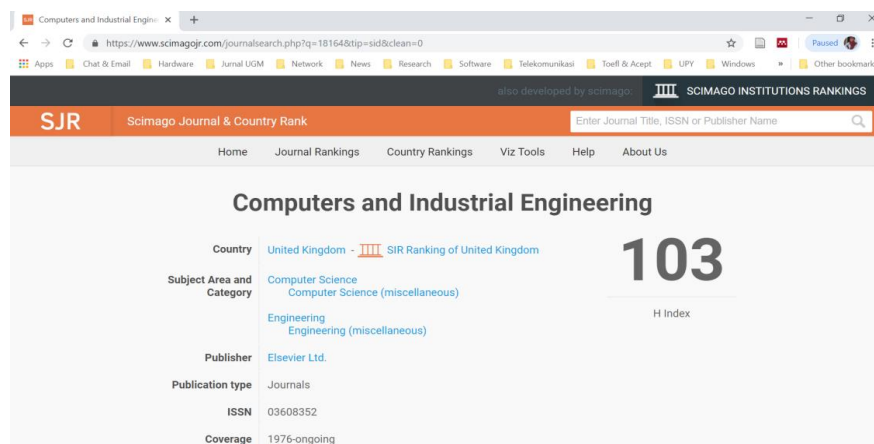 Computers and Industrial Engine
https://www.scimagojr.com/journalsearch.php?q=18164&tip=sid&clean=0
Paused
Apps Chat & Email Hardware Jurnal UGM Network News Research Software Telekomunikasi Toefl & Acept UPY Windows » Other bookmark
also developed by scimago: SCIMAGO INSTITUTIONS RANKINGS
SJR Scimago Journal & Country Rank Enter Journal Title, ISSN or Publisher Name
Home Journal Rankings Country Rankings Viz Tools Help About Us
Computers and Industrial Engineering
Country United Kingdom - SIR Ranking of United Kingdom
Subject Area and Category
Computer Science
Computer Science (miscellaneous)
Engineering
Engineering (miscellaneous)
103
H Index
Publisher Elsevier Ltd.
Publication type Journals
ISSN 03608352
Coverage 1976-ongoing